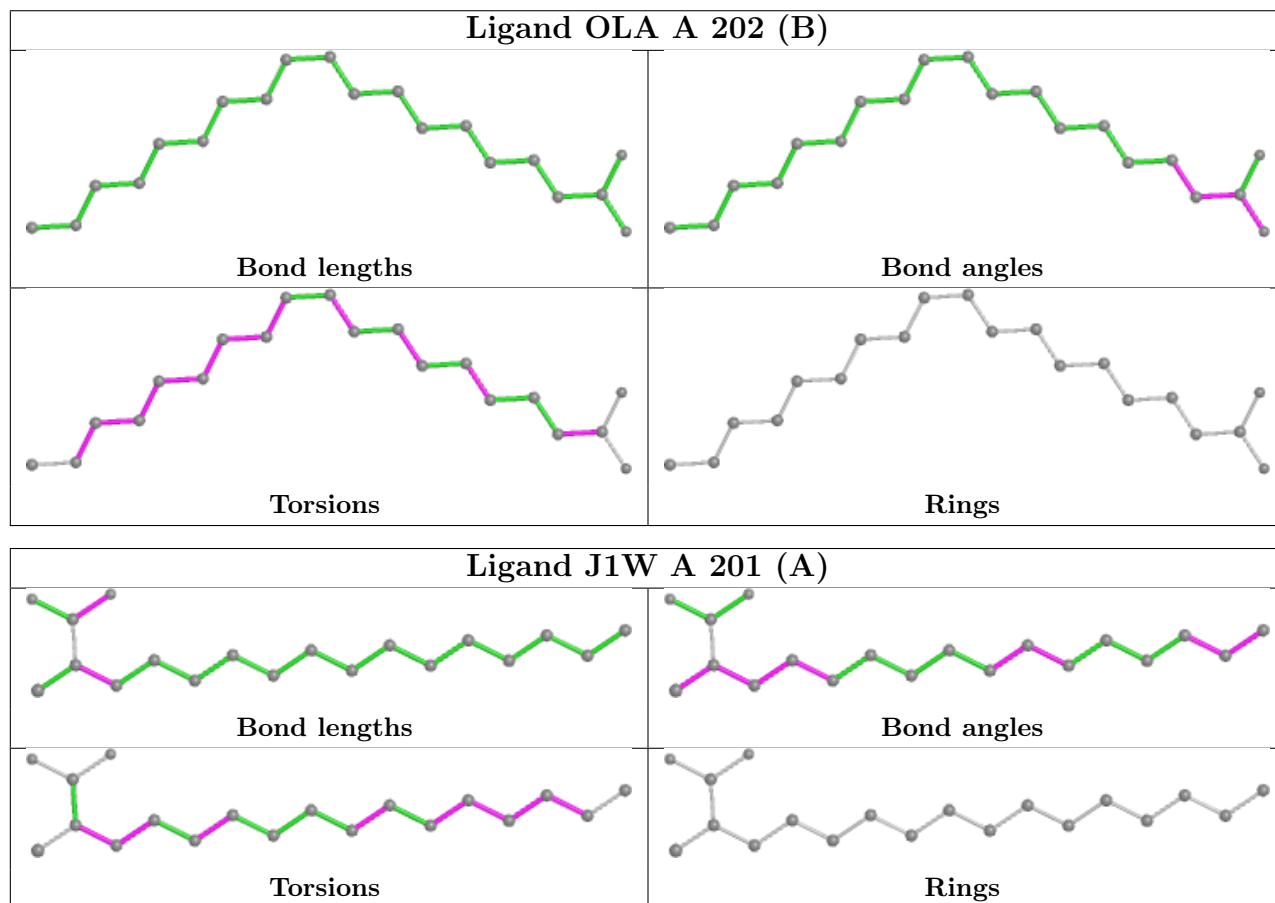 Ligand OLA A 202 (B)
Bond lengths
Bond angles
Torsions
Rings
Ligand J1W A 201 (A)
Bond lengths
Bond angles
Torsions
Rings